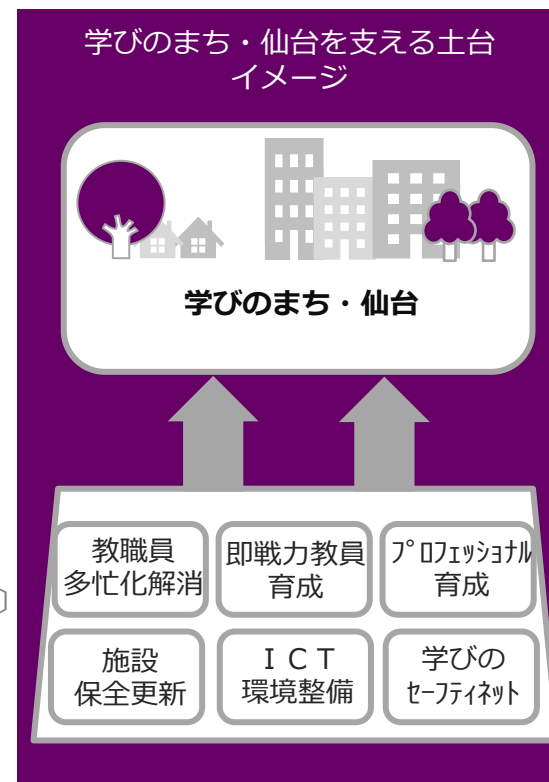 学びのまち・仙台を支える土台
イメージ
学びのまち・仙台
教職員
多忙化解消
即戦力教員
育成
ﾌﾟﾛﾌｪｯｼｮﾅﾙ
育成
施設
保全更新
ＩＣＴ
環境整備
学びの
ｾｰﾌﾃｨﾈｯﾄ